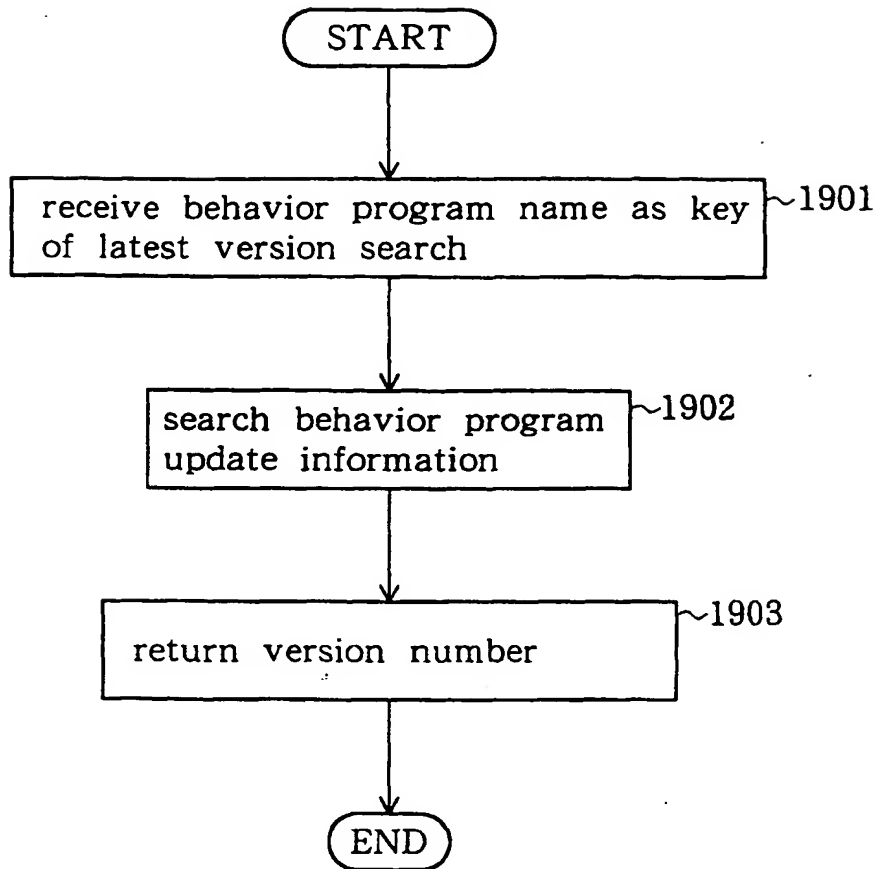 START
receive behavior program name as key
of latest version search
1901
search behavior program
update information
1902
return version number
1903
END